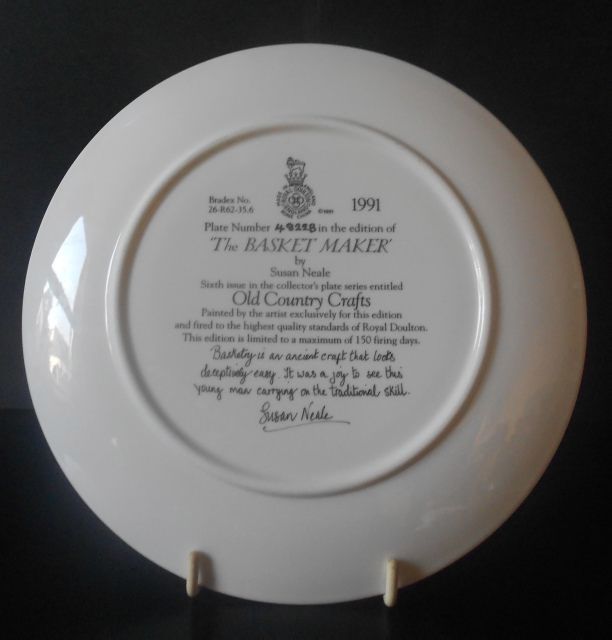 Bradex No.
26-R62-35.6
© 1991
1991
Plate Number 4922B in the edition of
'The BASKET MAKER'
by
Susan Neale
Sixth issue in the collector's plate series entitled
Old Country Crafts
Painted by the artist exclusively for this edition
and fired to the highest quality standards of Royal Doulton.
This edition is limited to a maximum of 150 firing days.
Basketry is an ancient craft that looks
deceptively easy. It was a joy to see this
young man carrying on the traditional skill.
Susan Neale